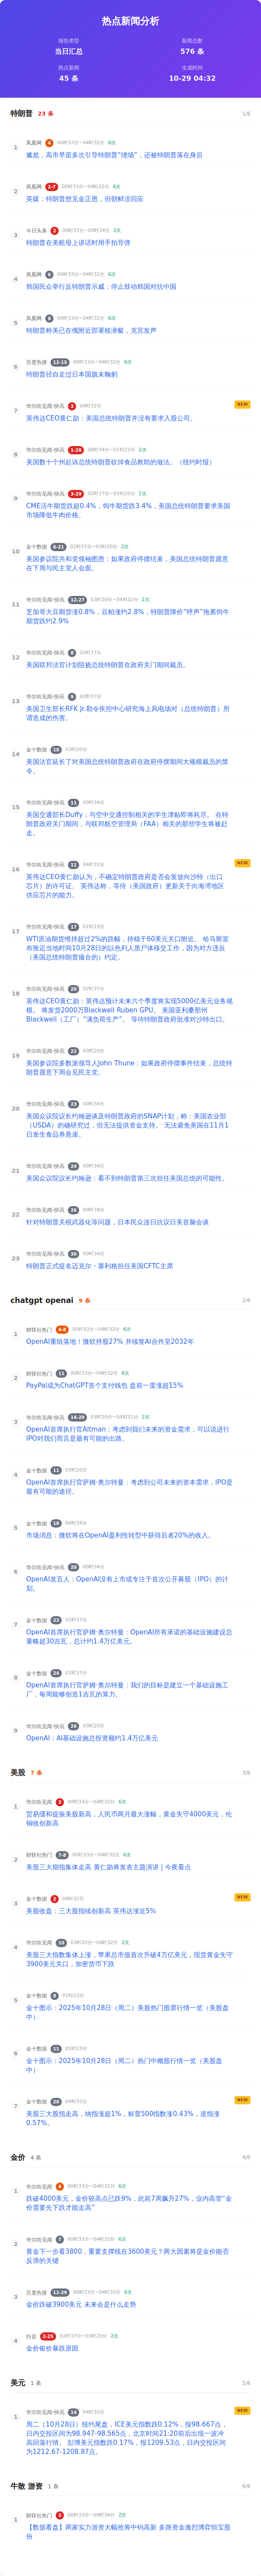 热点新闻分析
报告类型
新闻总数
当日汇总
576 条
热点新闻
生成时间
45 条
10-29 04:32
特朗普 23 条 1/6
1 凤凰网 4 00时33分~04时32分 6次
尴尬，高市早苗多次引导特朗普“绕场”，还被特朗普落在身后
2 凤凰网 2-7 00时33分~04时32分 6次
英媒：特朗普想见金正恩，但朝鲜没回应
3 今日头条 2 00时33分~00时34分 2次
特朗普在美航母上讲话时用手拍导弹
4 凤凰网 6 00时33分~04时32分 6次
韩国民众举行反特朗普示威：停止鼓动韩国对抗中国
5 凤凰网 8 00时33分~04时32分 6次
特朗普称美已在俄附近部署核潜艇，克宫发声
6 百度热搜 12-15 00时33分~04时32分 6次
特朗普径自走过日本国旗未鞠躬
7 华尔街见闻-快讯 3 04时32分 NEW
英伟达CEO黄仁勋：美国总统特朗普并没有要求入股公司。
8 华尔街见闻-快讯 1-28 00时34分~01时23分 2次
美国数十个州起诉总统特朗普砍掉食品救助的做法。（纽约时报）
9 华尔街见闻-快讯 3-29 02时37分~03时20分 2次
CME活牛期货跌超0.4%，饲牛期货跌3.4%，美国总统特朗普要求美国
市场降低牛肉价格。
10 金十数据 6-21 02时37分~03时20分 2次
美国参议院共和党领袖图恩：如果政府停摆结束，美国总统特朗普愿意
在下周与民主党人会面。
11 华尔街见闻-快讯 12-27 03时20分~04时32分 2次
芝加哥大豆期货涨0.8%，豆粕涨约2.8%，特朗普降价“呼声”拖累饲牛
期货跌约2.9%
12 华尔街见闻-快讯 8 02时37分
美国联邦法官计划阻挠总统特朗普在政府关门期间裁员。
13 华尔街见闻-快讯 9 02时37分
美国卫生部长RFK Jr.勒令疾控中心研究海上风电场对（总统特朗普）所
谓造成的伤害。
14 金十数据 10 03时20分
美国法官延长了对美国总统特朗普政府在政府停摆期间大规模裁员的禁
令。
15 华尔街见闻-快讯 11 00时34分
美国交通部长Duffy：与空中交通控制相关的学生津贴即将耗尽。 在特
朗普政府关门期间，与联邦航空管理局（FAA）相关的那些学生将被赶
走。
16 华尔街见闻-快讯 11 04时32分 NEW
英伟达CEO黄仁勋认为，不确定特朗普政府是否会发放向沙特（出口
芯片）的许可证。 英伟达称，等待（美国政府）更新关于向海湾地区
供应芯片的能力。
17 华尔街见闻-快讯 17 01时23分
WTI原油期货维持超过2%的跌幅，持稳于60美元关口附近。 哈马斯宣
布推迟当地时间10月28日的以色列人质尸体移交工作，因为对方违反
（美国总统特朗普撮合的）约定。
18 华尔街见闻-快讯 20 02时37分
英伟达CEO黄仁勋：英伟达预计未来六个季度将实现5000亿美元业务规
模。 将发货2000万Blackwell Ruben GPU。 美国亚利桑那州
Blackwell（工厂）“满负荷生产”。 等待特朗普政府批准对沙特出口。
19 华尔街见闻-快讯 22 03时20分
美国参议院多数派领导人John Thune：如果政府停摆事件结束，总统特
朗普愿意下周会见民主党。
20 华尔街见闻-快讯 23 00时34分
美国众议院议长约翰逊谈及特朗普政府的SNAP计划，称：美国农业部
（USDA）的确研究过，但无法提供资金支持。 无法避免美国在11月1
日发生食品券悬崖。
21 华尔街见闻-快讯 24 00时34分
美国众议院议长约翰逊：看不到特朗普第三次担任美国总统的可能性。
22 华尔街见闻-快讯 26 00时34分
针对特朗普关税武器化等问题，日本民众连日抗议日美首脑会谈
23 华尔街见闻-快讯 30 00时34分
特朗普正式提名迈克尔・塞利格担任美国CFTC主席
chatgpt openai 9 条 2/6
1 财联社热门 4-8 00时33分~04时32分 6次
OpenAI重组落地！微软持股27% 并续签AI合作至2032年
2 财联社热门 11 00时33分~04时32分 6次
PayPal成为ChatGPT首个支付钱包 盘前一度涨超15%
3 华尔街见闻-快讯 14-29 03时20分~04时32分 2次
OpenAI首席执行官Altman：考虑到我们未来的资金需求，可以说进行
IPO对我们而言是最有可能的出路。
4 金十数据 11 03时20分
OpenAI首席执行官萨姆·奥尔特曼：考虑到公司未来的资本需求，IPO是
最有可能的途径。
5 金十数据 18 00时34分
市场消息：微软将在OpenAI盈利性转型中获得后者20%的收入。
6 华尔街见闻-快讯 20 00时34分
OpenAI发言人：OpenAI没有上市或专注于首次公开募股（IPO）的计
划。
7 金十数据 23 02时37分
OpenAI首席执行官萨姆·奥尔特曼：OpenAI所有承诺的基础设施建设总
量略超30吉瓦，总计约1.4万亿美元。
8 金十数据 24 02时37分
OpenAI首席执行官萨姆·奥尔特曼：我们的目标是建立一个基础设施工
厂，每周能够创造1吉瓦的算力。
9 华尔街见闻-快讯 26 03时20分
OpenAI：AI基础设施总投资额约1.4万亿美元
美股 7 条 3/6
1 华尔街见闻 3 00时33分~04时32分 6次
贸易缓和提振美股新高，人民币两月最大涨幅，黄金失守4000美元，伦
铜收创新高
2 财联社热门 7-8 00时33分~04时32分 6次
美股三大期指集体走高 黄仁勋将发表主题演讲 | 今夜看点
3 金十数据 2 04时32分 NEW
美股收盘：三大股指续创新高 英伟达涨近5%
4 华尔街见闻 10 03时20分~04时32分 2次
美股三大指数集体上涨，苹果总市值首次升破4万亿美元，现货黄金失守
3900美元关口，加密货币下跌
5 金十数据 8 01时23分
金十图示：2025年10月28日（周二）美股热门股票行情一览（美股盘
中）
6 金十数据 11 01时23分
金十图示：2025年10月28日（周二）热门中概股行情一览（美股盘
中）
7 金十数据 20 04时32分 NEW
美股三大股指走高，纳指涨超1%，标普500指数涨0.43%，道指涨
0.57%。
金价 4 条 4/6
1 华尔街见闻 4 00时33分~04时32分 6次
跌破4000美元，金价较高点已跌9%，此前7周飙升27%，业内高管“金
价需要先下跌才能走高”
2 华尔街见闻 7 00时33分~04时32分 6次
黄金下一步看3800，重要支撑线在3600美元？两大因素将是金价能否
反弹的关键
3 百度热搜 12-29 00时33分~04时32分 6次
金价跌破3900美元 未来会是什么走势
4 抖音 2-25 02时37分~03时20分 2次
金价银价暴跌原因
美元 1 条 5/6
1 华尔街见闻-快讯 14 04时32分 NEW
周二（10月28日）纽约尾盘，ICE美元指数跌0.12%，报98.667点，
日内交投区间为98.947-98.565点，北京时间21:20前后出现一波冲
高回落行情。 彭博美元指数跌0.17%，报1209.53点，日内交投区间
为1212.67-1208.87点。
牛散 游资 1 条 6/6
1 财联社热门 3 00时33分~00时34分 2次
【数据看盘】两家实力游资大幅抢筹中钨高新 多路资金激烈博弈恒宝股
份